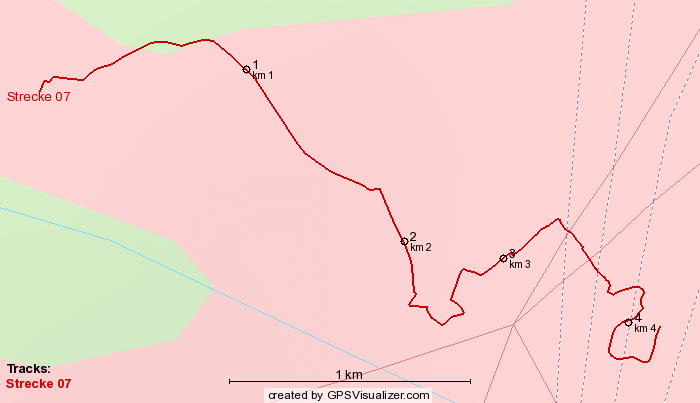 1
km 1
Strecke 07
2
km 2
3
km 3
4
km 4
Tracks:
Strecke 07
1 km
created by GPSVisualizer.com